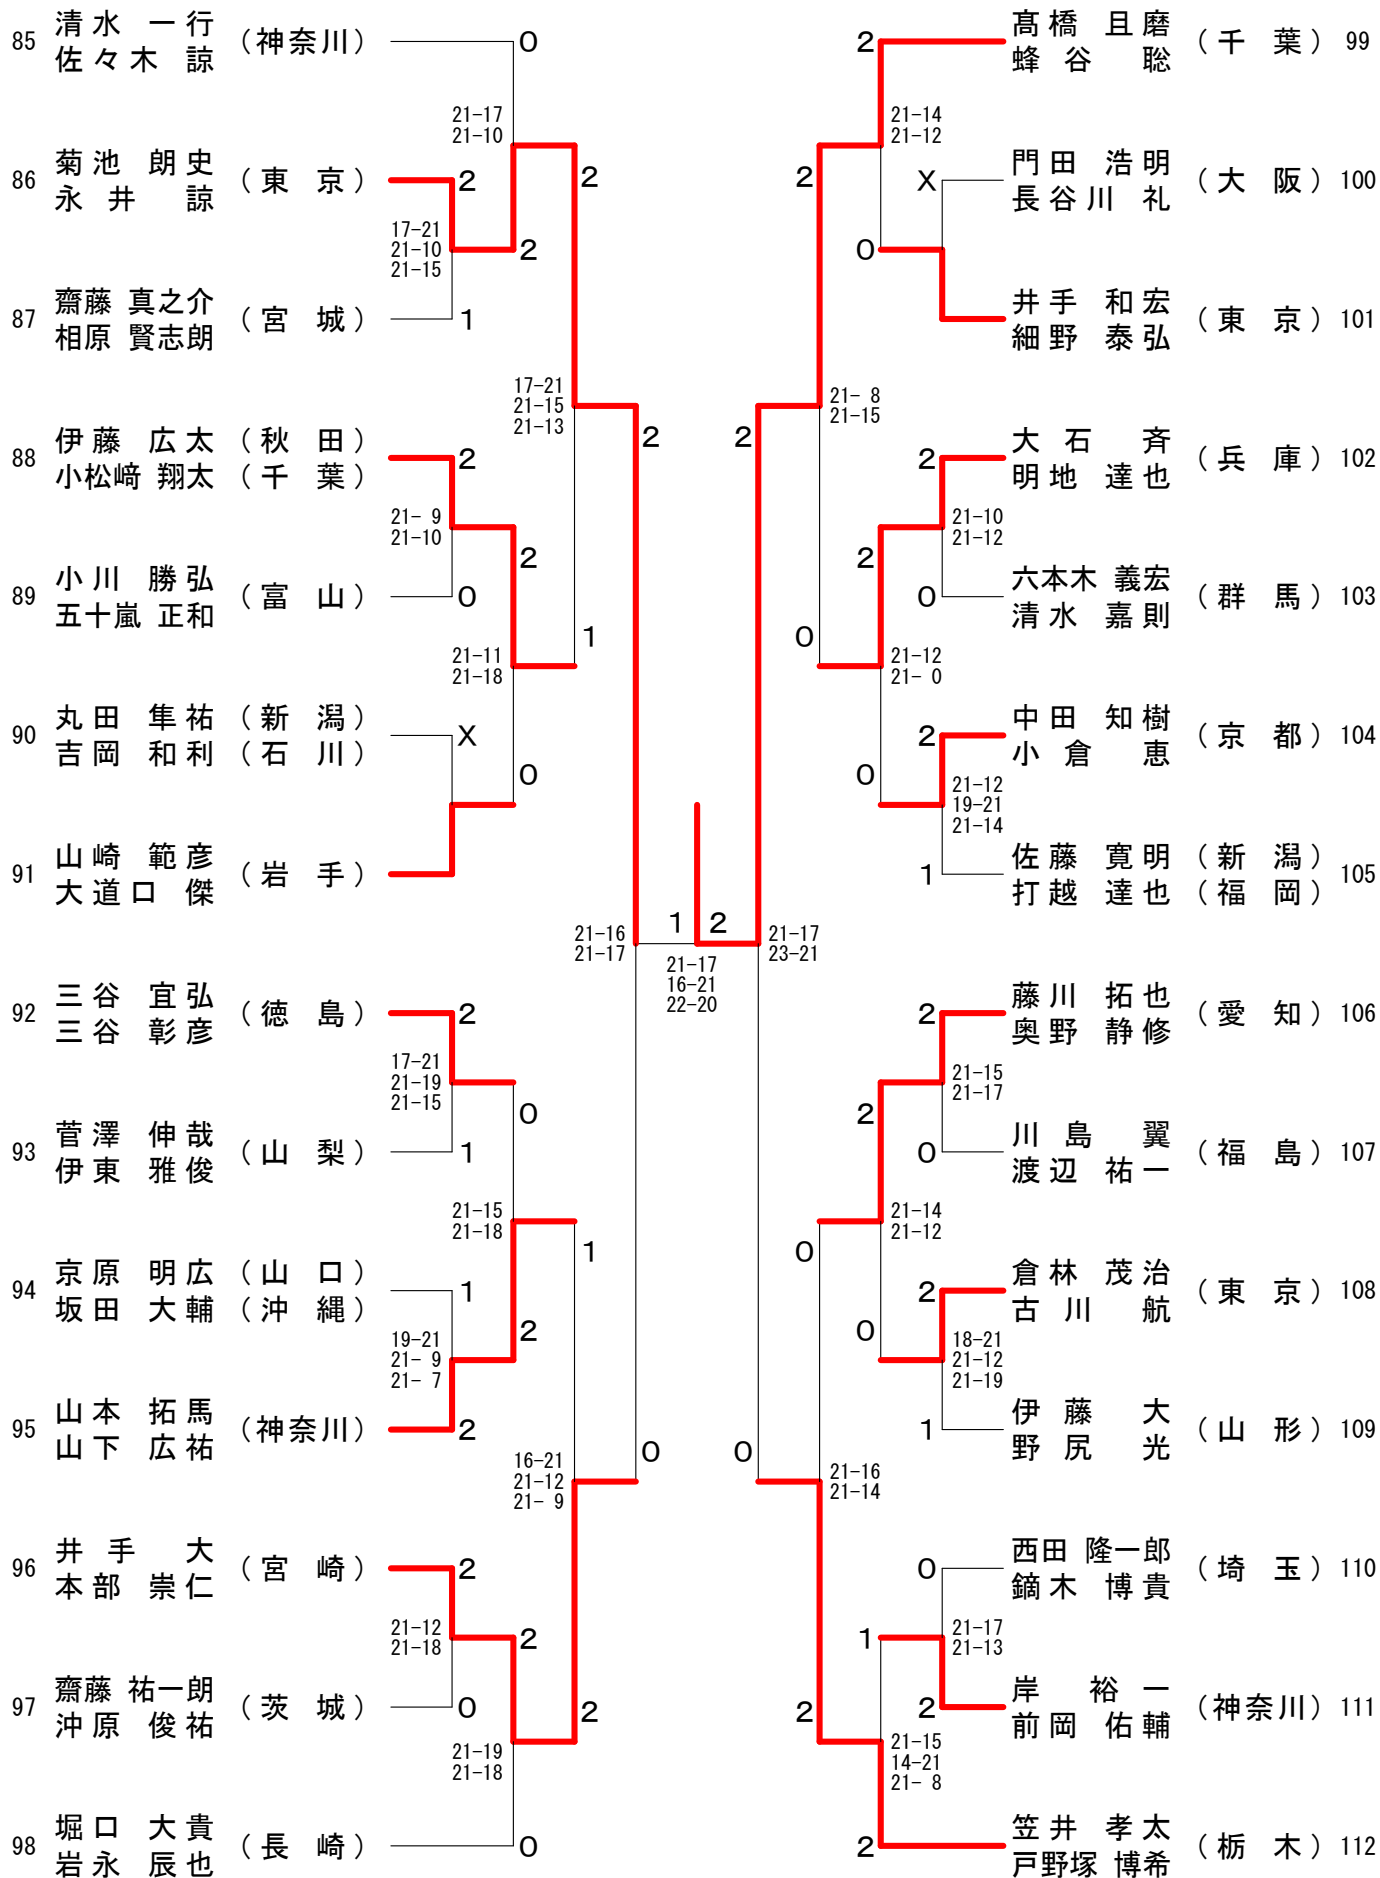 85 清水 一行 (神奈川) 0
佐々木 諒
21-17
21-10
86 菊池 朗史 (東京) 2 2
永井 諒
17-21
21-10
21-15
2
87 齋藤 真之介 (宮城) 1
相原 賢志朗
17-21
21-15
21-13
2
88 伊藤 広太 (秋田) 2
小松﨑 翔太 (千葉)
21- 9
21-10
2
89 小川 勝弘 (富山) 0
五十嵐 正和
1
21-11
21-18
90 丸田 隼祐 (新潟) X
吉岡 和利 (石川)
0
91 山崎 範彦 (岩手)
大道口 傑
21-16
21-17
92 三谷 宜弘 (徳島) 2
三谷 彰彦
17-21
21-19
21-15
0
93 菅澤 伸哉 (山梨) 1
伊東 雅俊
21-15
21-18
1
94 京原 明広 (山口) 1
坂田 大輔 (沖縄)
19-21
21- 9
21- 7
2
95 山本 拓馬 (神奈川) 2
山下 広祐
16-21
21-12
21- 9
0
96 井手 大 (宮崎) 2
本部 崇仁
21-12
21-18
2
97 齋藤 祐一朗 (茨城) 0 2
沖原 俊祐
21-19
21-18
98 堀口 大貴 (長崎) 0
岩永 辰也
1 2
21-17
16-21
22-20
2 髙橋 且磨 (千葉) 99
蜂谷 聡
21-14
21-12
2 X 門田 浩明 (大阪) 100
長谷川 礼
0
井手 和宏 (東京) 101
細野 泰弘
21- 8
21-15
2
2 大石 斉 (兵庫) 102
明地 達也
21-10
21-12
2
0 六本木 義宏 (群馬) 103
清水 嘉則
0
21-12
21- 0
2 中田 知樹 (京都) 104
小倉 恵
0
21-12
19-21
21-14
1 佐藤 寛明 (新潟) 105
打越 達也 (福岡)
21-17
23-21
2 藤川 拓也 (愛知) 106
奥野 静修
21-15
21-17
2
0 川島 翼 (福島) 107
渡辺 祐一
21-14
21-12
0
2 倉林 茂治 (東京) 108
古川 航
0
18-21
21-12
21-19
1 伊藤 大 (山形) 109
野尻 光
0
21-16
21-14
0 西田 隆一郎 (埼玉) 110
鏑木 博貴
1
21-17
21-13
2 2 岸 裕一 (神奈川) 111
前岡 佑輔
21-15
14-21
21- 8
2 笠井 孝太 (栃木) 112
戸野塚 博希